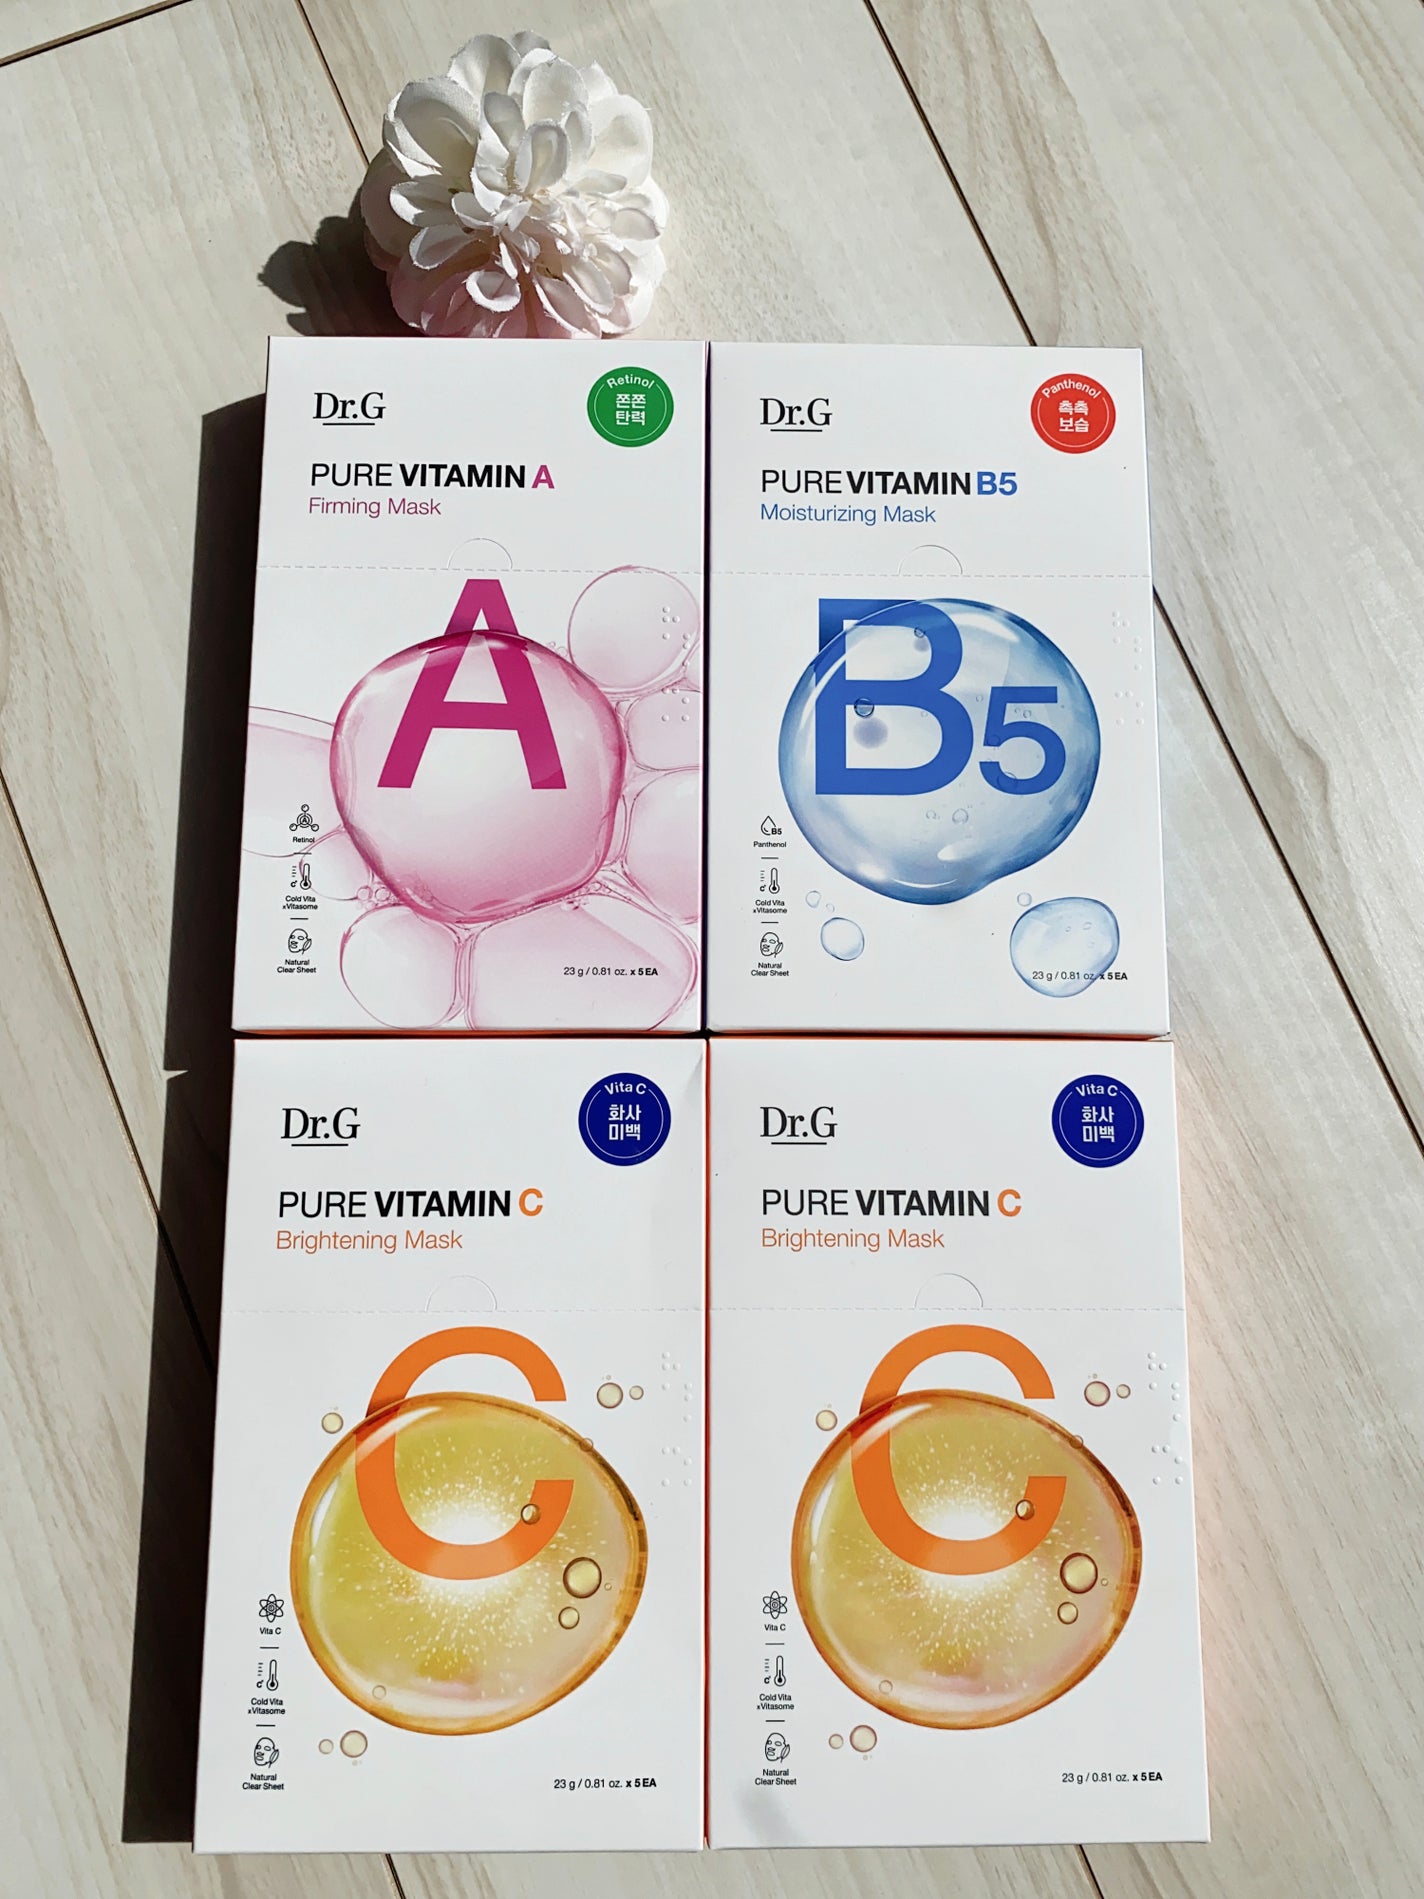 Dr.G
Retinol
쫀쫀
탄력
PURE VITAMIN A
Firming Mask
A
A
Retinol
Cold Vita
xVitasome
Natural
Clear Sheet
23 g / 0.81 oz. x 5 EA
Dr.G
Panthenol
촉촉
보습
PURE VITAMIN B5
Moisturizing Mask
B5
B5
Panthenol
Cold Vita
xVitasome
Natural
Clear Sheet
23 g / 0.81 oz. x 5 EA
Dr.G
Vita C
화사
미백
PURE VITAMIN C
Brightening Mask
C
Vita C
Cold Vita
xVitasome
Natural
Clear Sheet
23 g / 0.81 oz. x 5 EA
Dr.G
Vita C
화사
미백
PURE VITAMIN C
Brightening Mask
C
Vita C
Cold Vita
xVitasome
Natural
Clear Sheet
23 g / 0.81 oz. x 5 EA